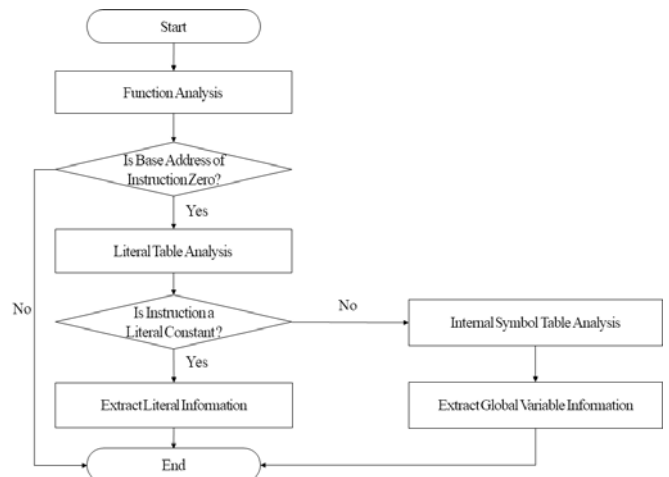 Start
Function Analysis
Is Base Address of
Instruction Zero?
Yes
Literal Table Analysis
No
Is Instruction a
Literal Constant?
No
Internal Symbol Table Analysis
Yes
Extract Literal Information
Extract Global Variable Information
End